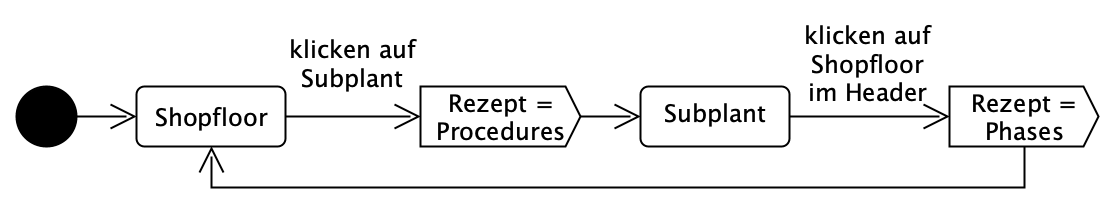 klicken auf
Subplant
klicken auf
Shopfloor
im Header
Shopfloor
Rezept =
Procedures
Subplant
Rezept =
Phases